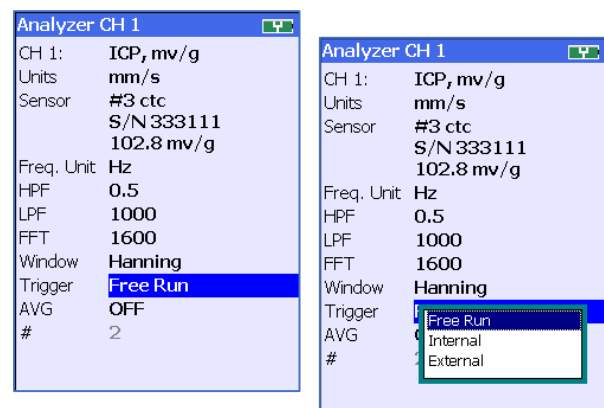 Analyzer CH 1
CH 1: ICP, mv/g
Units mm/s
Sensor #3 ctc
S/N 333111
102.8 mv/g
Freq. Unit Hz
HPF 0.5
LPF 1000
FFT 1600
Window Hanning
Trigger Free Run
AVG OFF
# 2
Analyzer CH 1
CH 1: ICP, mv/g
Units mm/s
Sensor #3 ctc
S/N 333111
102.8 mv/g
Freq. Unit Hz
HPF 0.5
LPF 1000
FFT 1600
Window Hanning
Trigger
Free Run
AVG
Internal
#
External